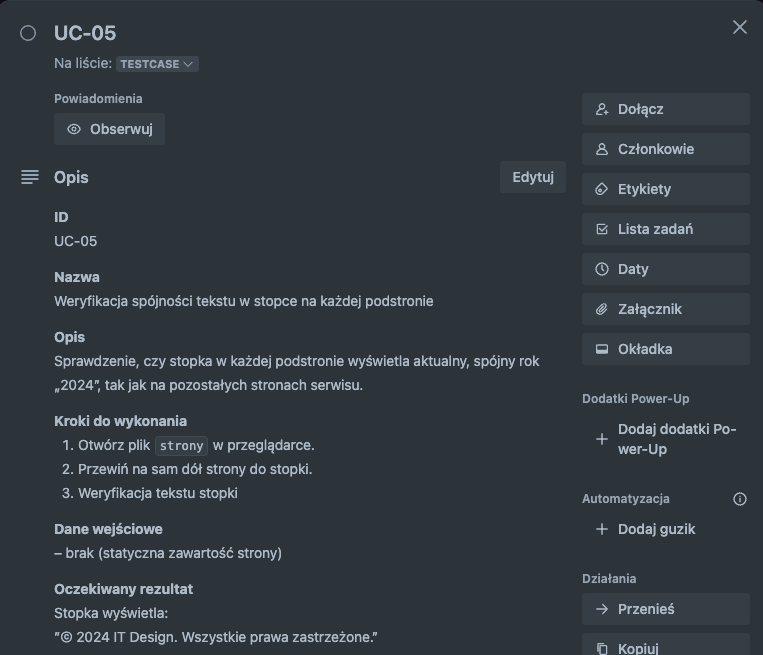 UC-05
Na liście: TESTCASE
Powiadomienia
Obserwuj
Opis
Edytuj
ID
UC-05
Nazwa
Weryfikacja spójności tekstu w stopce na każdej podstronie
Opis
Sprawdzenie, czy stopka w każdej podstronie wyświetla aktualny, spójny rok
„2024”, tak jak na pozostałych stronach serwisu.
Kroki do wykonania
1. Otwórz plik strony w przeglądarce.
2. Przewiń na sam dół strony do stopki.
3. Weryfikacja tekstu stopki
Dane wejściowe
– brak (statyczna zawartość strony)
Oczekiwany rezultat
Stopka wyświetla:
”© 2024 IT Design. Wszystkie prawa zastrzeżone.”
Dołącz
Członkowie
Etykiety
Lista zadań
Daty
Załącznik
Okładka
Dodatki Power-Up
Dodaj dodatki Po-
wer-Up
Automatyzacja
Dodaj guzik
Działania
Przenieś
Kopiuj